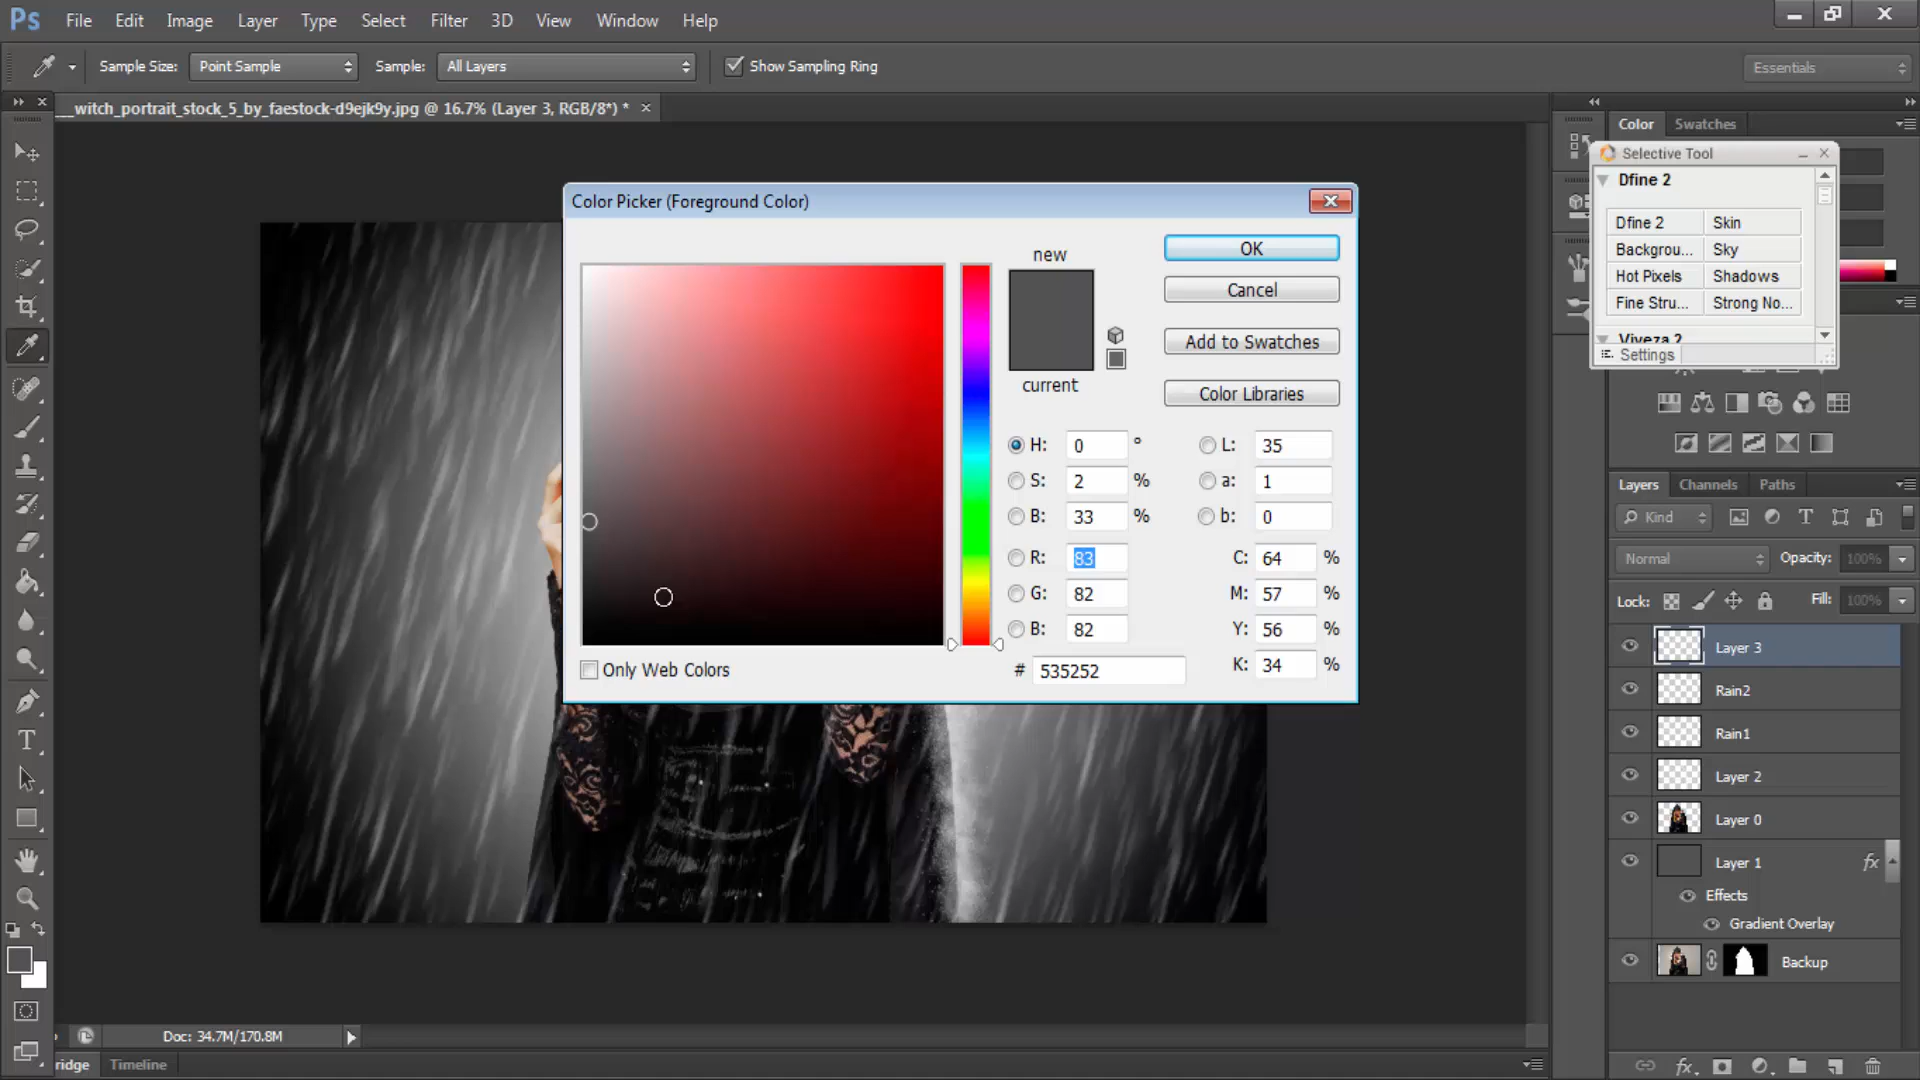 Ps File Edit Image Layer Type Select Filter 3D View Window Help
Sample Size: Point Sample Sample: All Layers Show Sampling Ring Essentials
__witch_portrait_stock_5_by_faestock-d9ejk9y.jpg @ 16.7% (Layer 3, RGB/8*) * ×
Color Swatches
Selective Tool
Dfine 2
Dfine 2 Skin
Backgrou... Sky
Hot Pixels Shadows
Fine Stru... Strong No...
Viveza 2
Settings
Color Picker (Foreground Color)
new
current
OK
Cancel
Add to Swatches
Color Libraries
H: 0 ° L: 35
S: 2 % a: 1
B: 33 % b: 0
R: 83 C: 64 %
G: 82 M: 57 %
B: 82 Y: 56 %
# 535252 K: 34 %
Only Web Colors
Layers Channels Paths
Kind
Normal Opacity: 100%
Lock: Fill: 100%
Layer 3
Rain2
Rain1
Layer 2
Layer 0
Layer 1 fx
Effects
Gradient Overlay
Backup
Doc: 34.7M/170.8M
ridge Timeline
fx